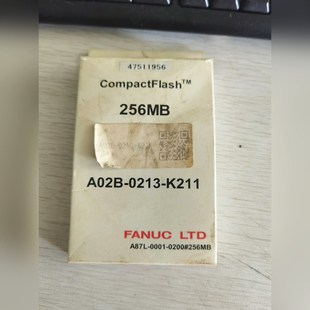 47511956
CompactFlash™
256MB
A02B-0213-K211
FANUC LTD
A87L-0001-0200#256MB